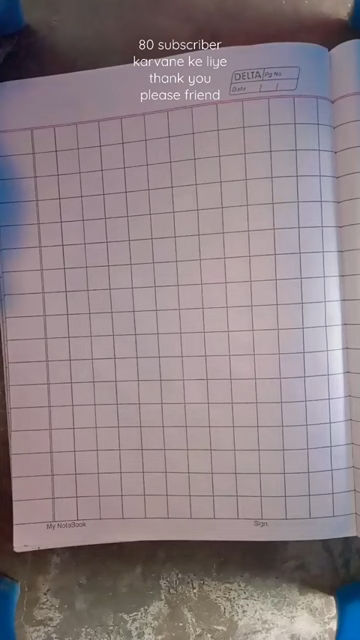 80 subscriber
karvane ke liye
thank you
please friend
DELTA Pg No.
Date / /
My NoteBook
Sign.